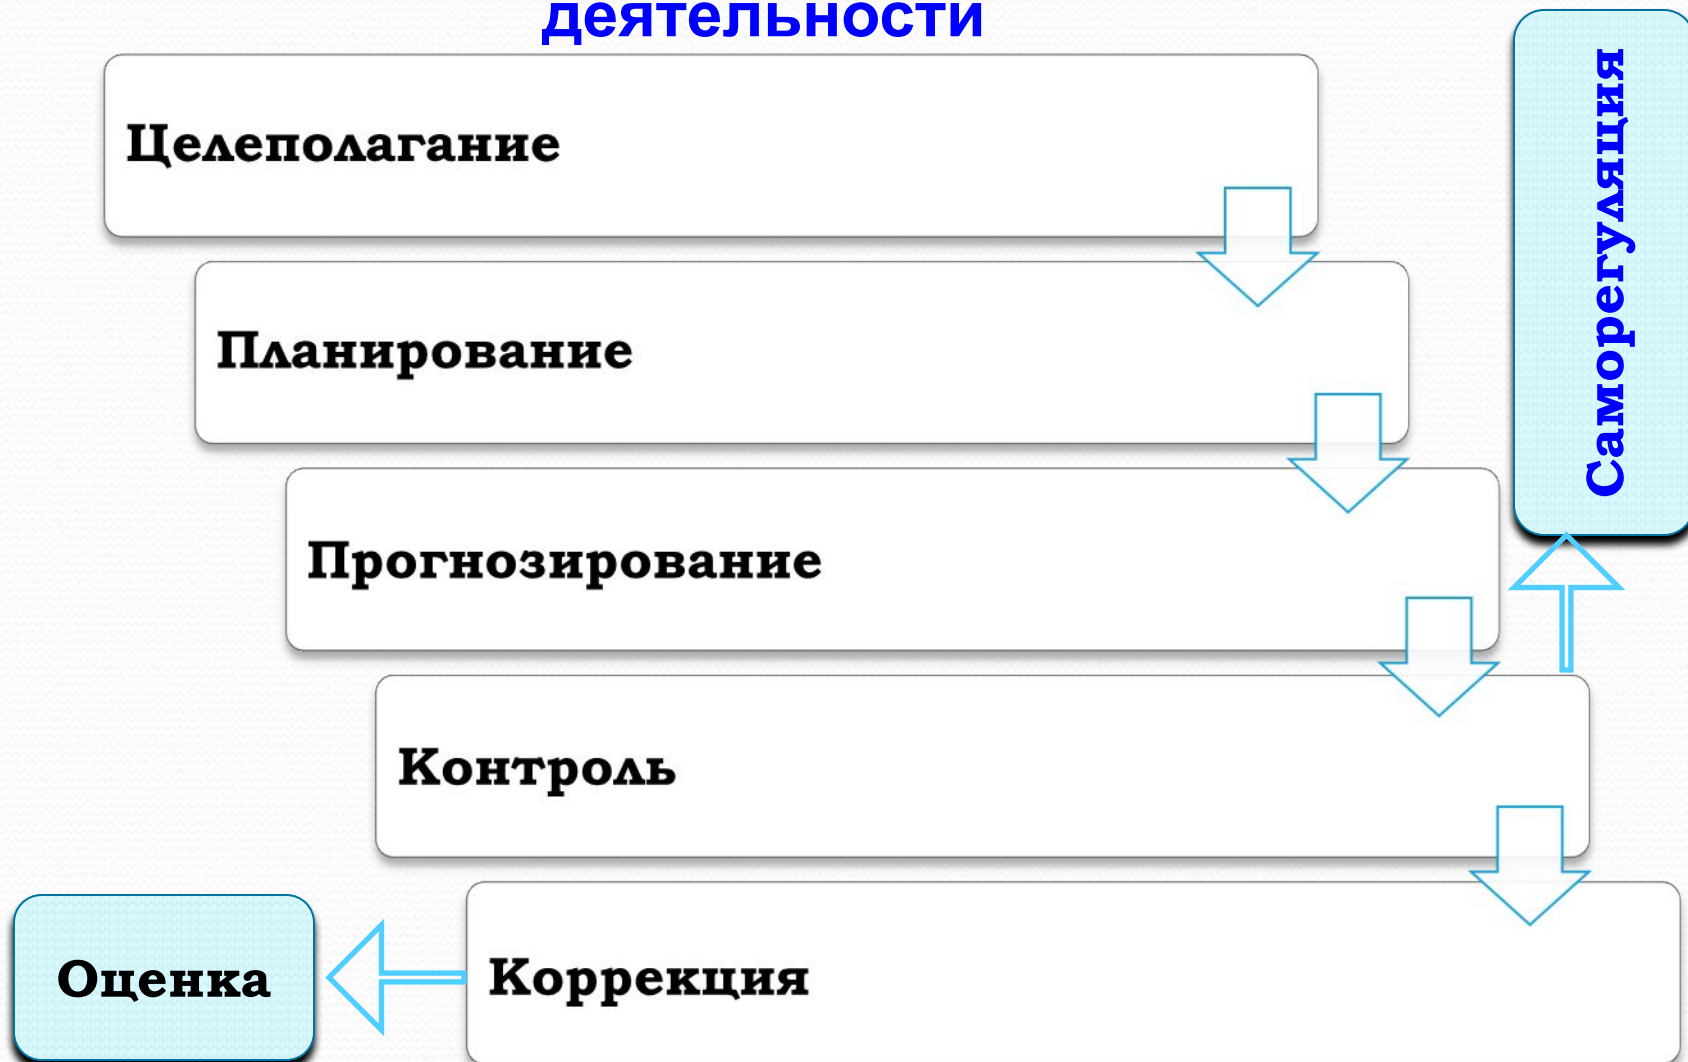 деятельности
Целеполагание
Планирование
Прогнозирование
Контроль
Коррекция
Оценка
Саморегуляция